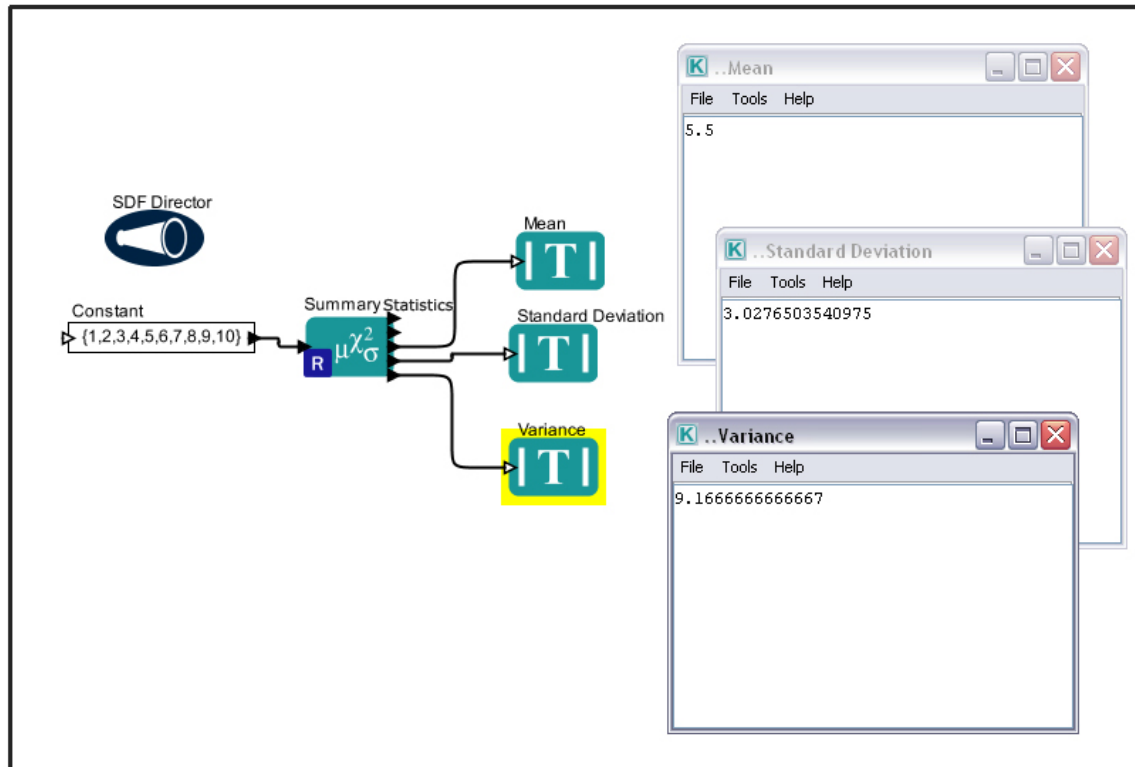 SDF Director
Constant
{1,2,3,4,5,6,7,8,9,10}
Summary Statistics
R
μχ²σ
Mean
T
Standard Deviation
T
Variance
T
K ..Mean
File Tools Help
5.5
K ..Standard Deviation
File Tools Help
3.0276503540975
K ..Variance
File Tools Help
9.1666666666667